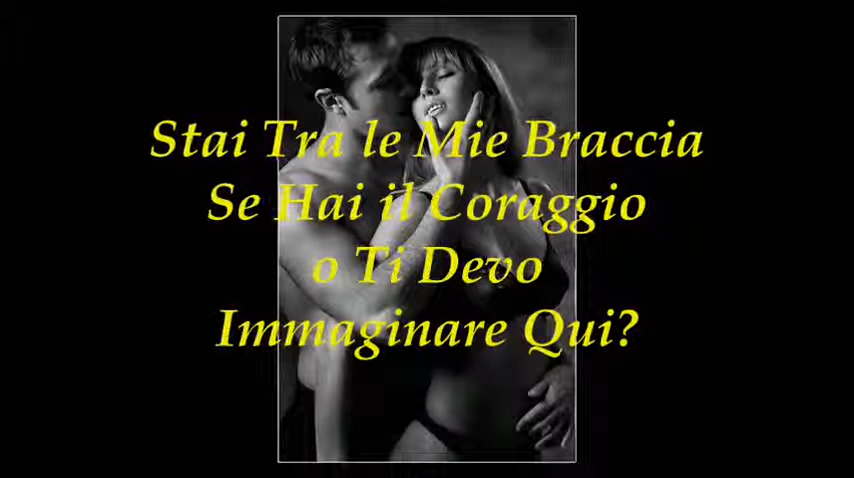 Stai Tra le Mie Braccia
Se Hai il Coraggio
o Ti Devo
Immaginare Qui?